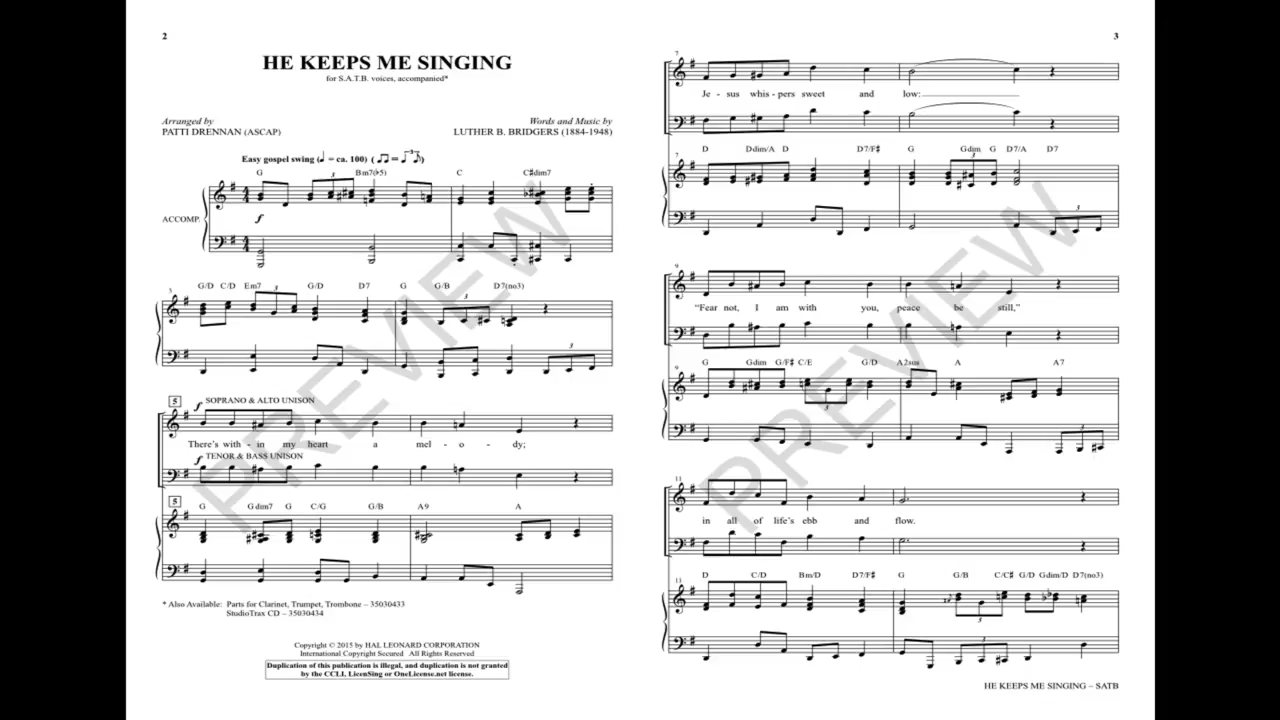 2
HE KEEPS ME SINGING
for S.A.T.B. voices, accompanied*
Arranged by
PATTI DRENNAN (ASCAP)
Words and Music by
LUTHER B. BRIDGERS (1884-1948)
Easy gospel swing (♩ = ca. 100)
G Bm7(♭5) C C♯dim7
ACCOMP.
f
3
G/D C/D Em7 G/D D7 G G/B D7(no3)
5
f SOPRANO & ALTO UNISON
There's with - in my heart a mel - o - dy;
f TENOR & BASS UNISON
5
G Gdim7 G C/G G/B A9 A
* Also Available: Parts for Clarinet, Trumpet, Trombone – 35030433
StudioTrax CD – 35030434
Copyright © 2015 by HAL LEONARD CORPORATION
International Copyright Secured All Rights Reserved
Duplication of this publication is illegal, and duplication is not granted
by the CCLI, LicenSing or OneLicense.net license.
PREVIEW
3
7
Je - sus whis - pers sweet and low:
D Ddim/A D D7/F♯ G Gdim G D7/A D7
7
9
"Fear not, I am with you, peace be still,"
G Gdim G/F♯ C/E G/D A2sus A A7
9
in all of life's ebb and flow.
D C/D Bm/D D7/F♯ G G/B C/C♯ G/D Gdim/D D7(no3)
11
PREVIEW
HE KEEPS ME SINGING – SATB